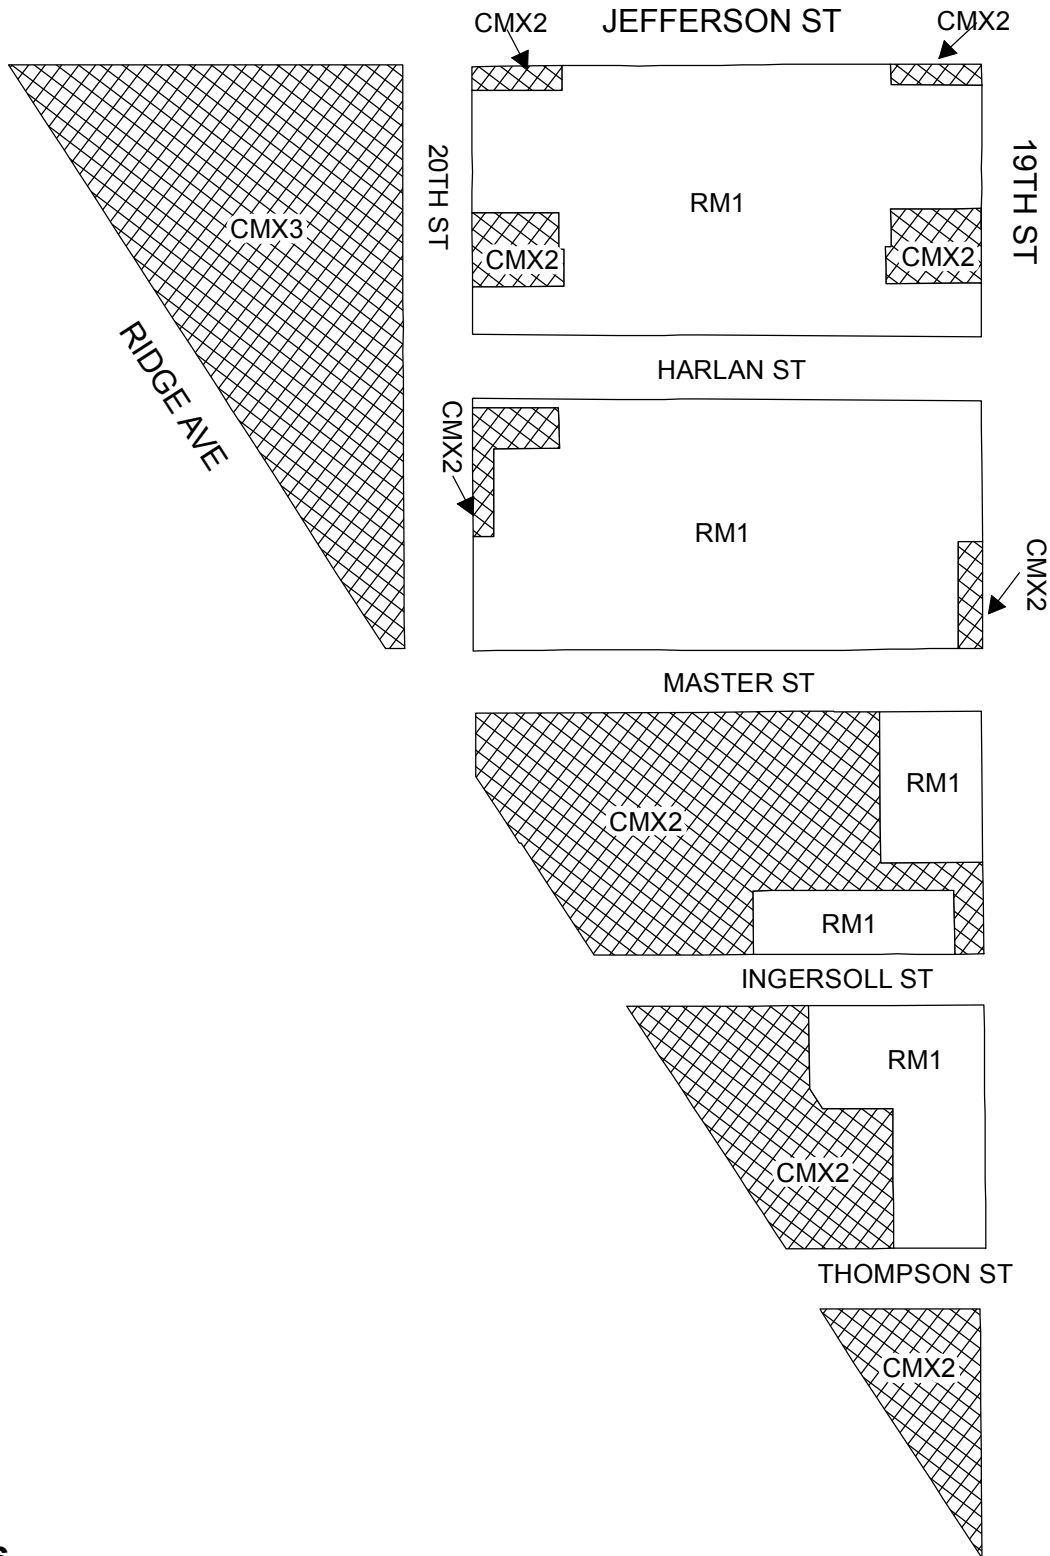 CMX2
JEFFERSON ST
CMX2
20TH ST
19TH ST
RM1
CMX3
CMX2
CMX2
RIDGE AVE
HARLAN ST
CMX2
RM1
CMX2
MASTER ST
RM1
CMX2
RM1
INGERSOLL ST
RM1
CMX2
THOMPSON ST
CMX2